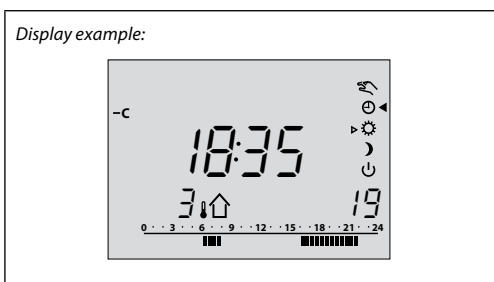 Display example:
-C
18:35
3 19
0 · · 3 · · 6 · · 9 · · 12 · · 15 · · 18 · · 21 · · 24